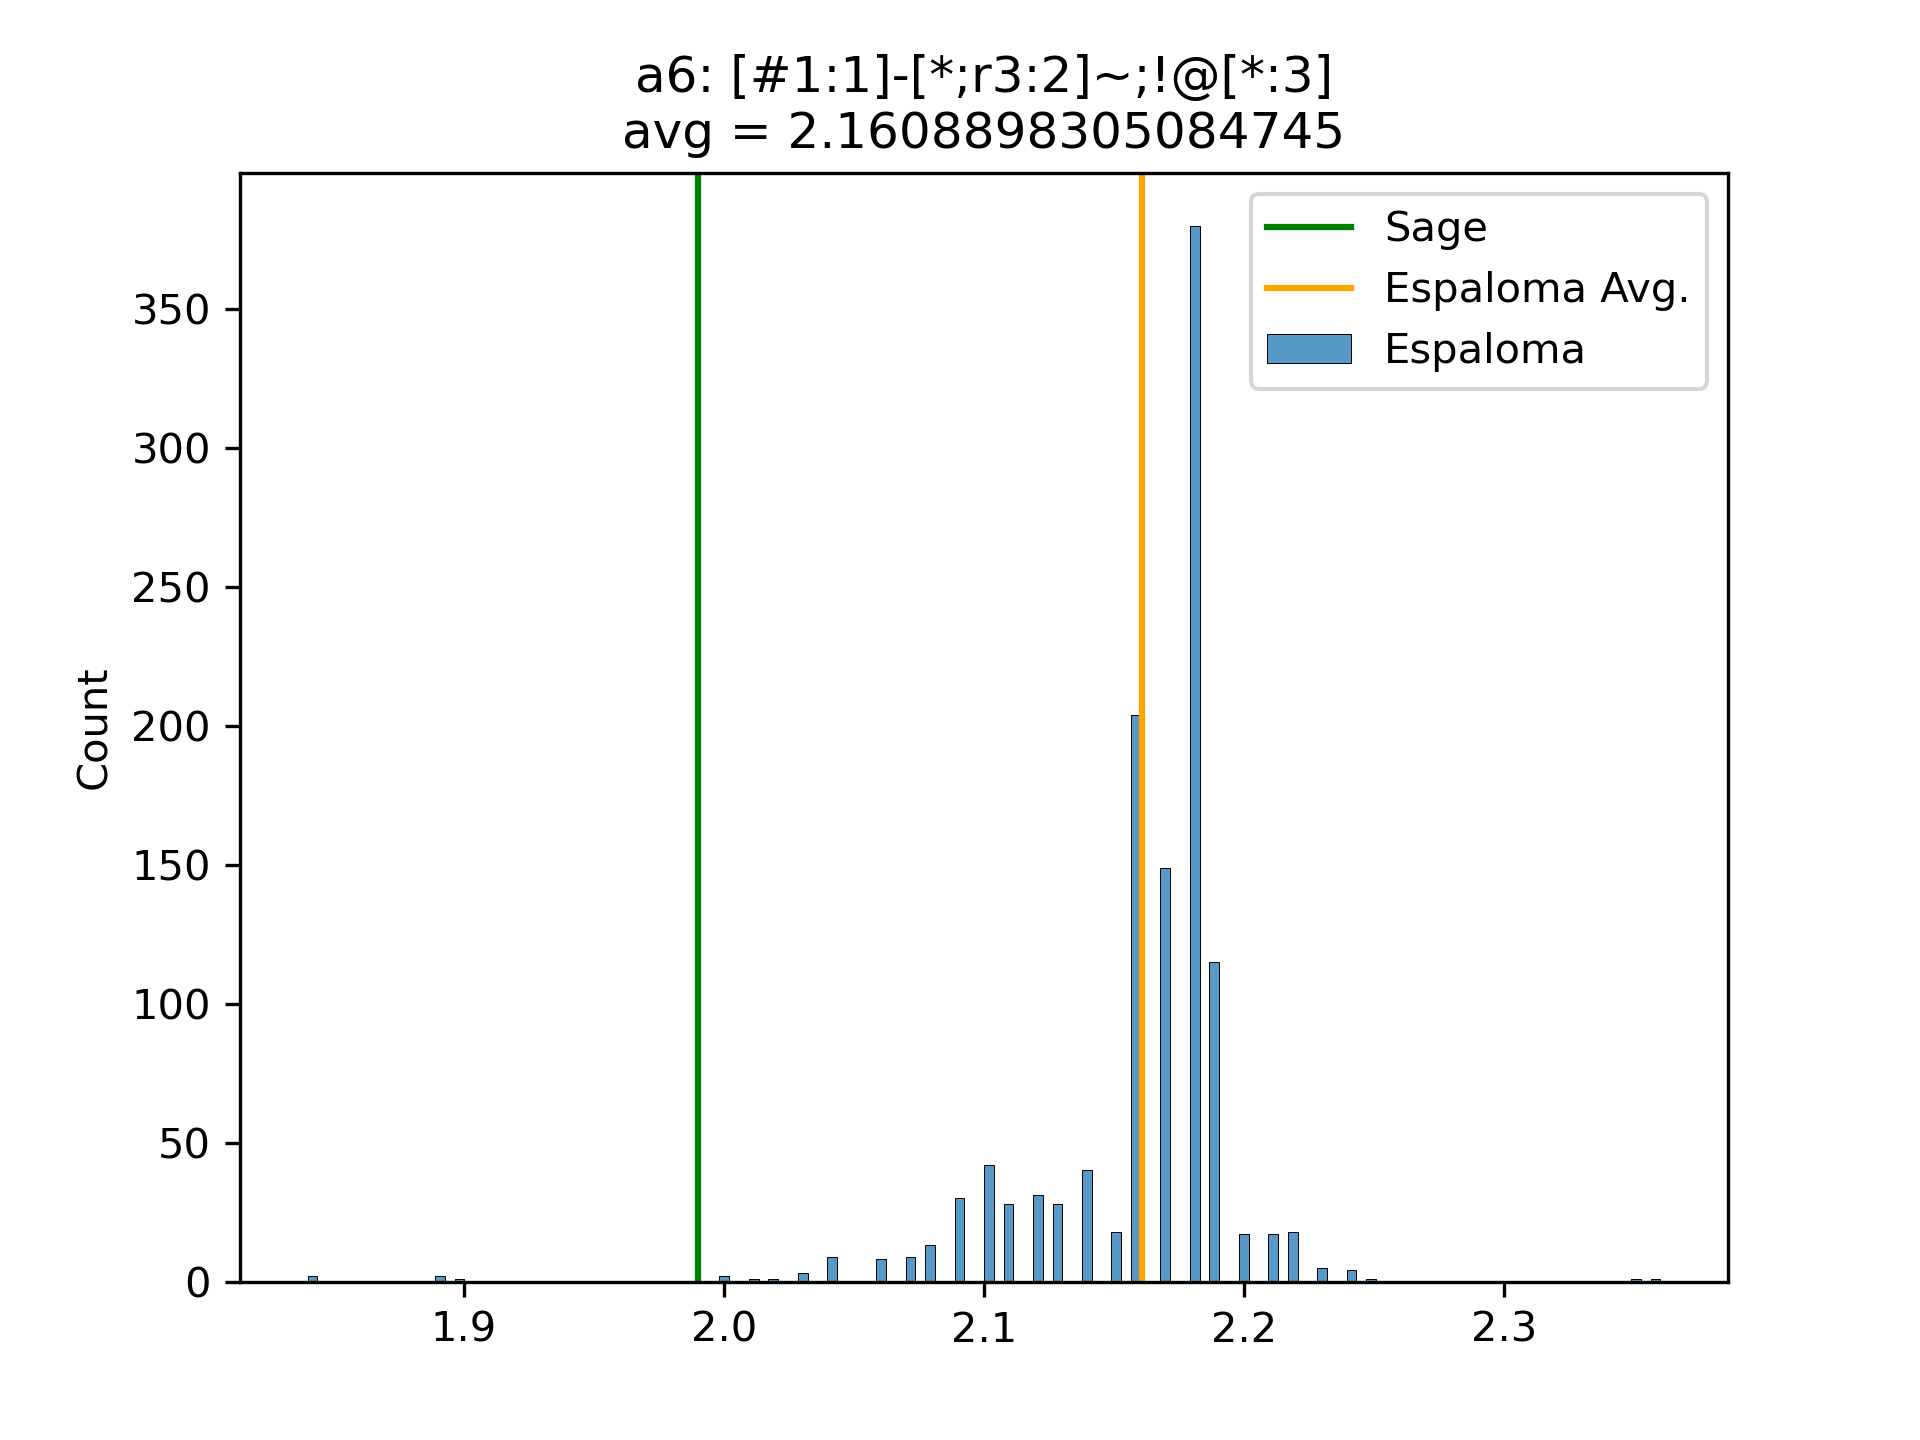 a6: [#1:1]-[*;r3:2]~;!@[*:3]
avg = 2.1608898305084745
Sage
Espaloma Avg.
Espaloma
Count
350
300
250
200
150
100
50
0
1.9 2.0 2.1 2.2 2.3